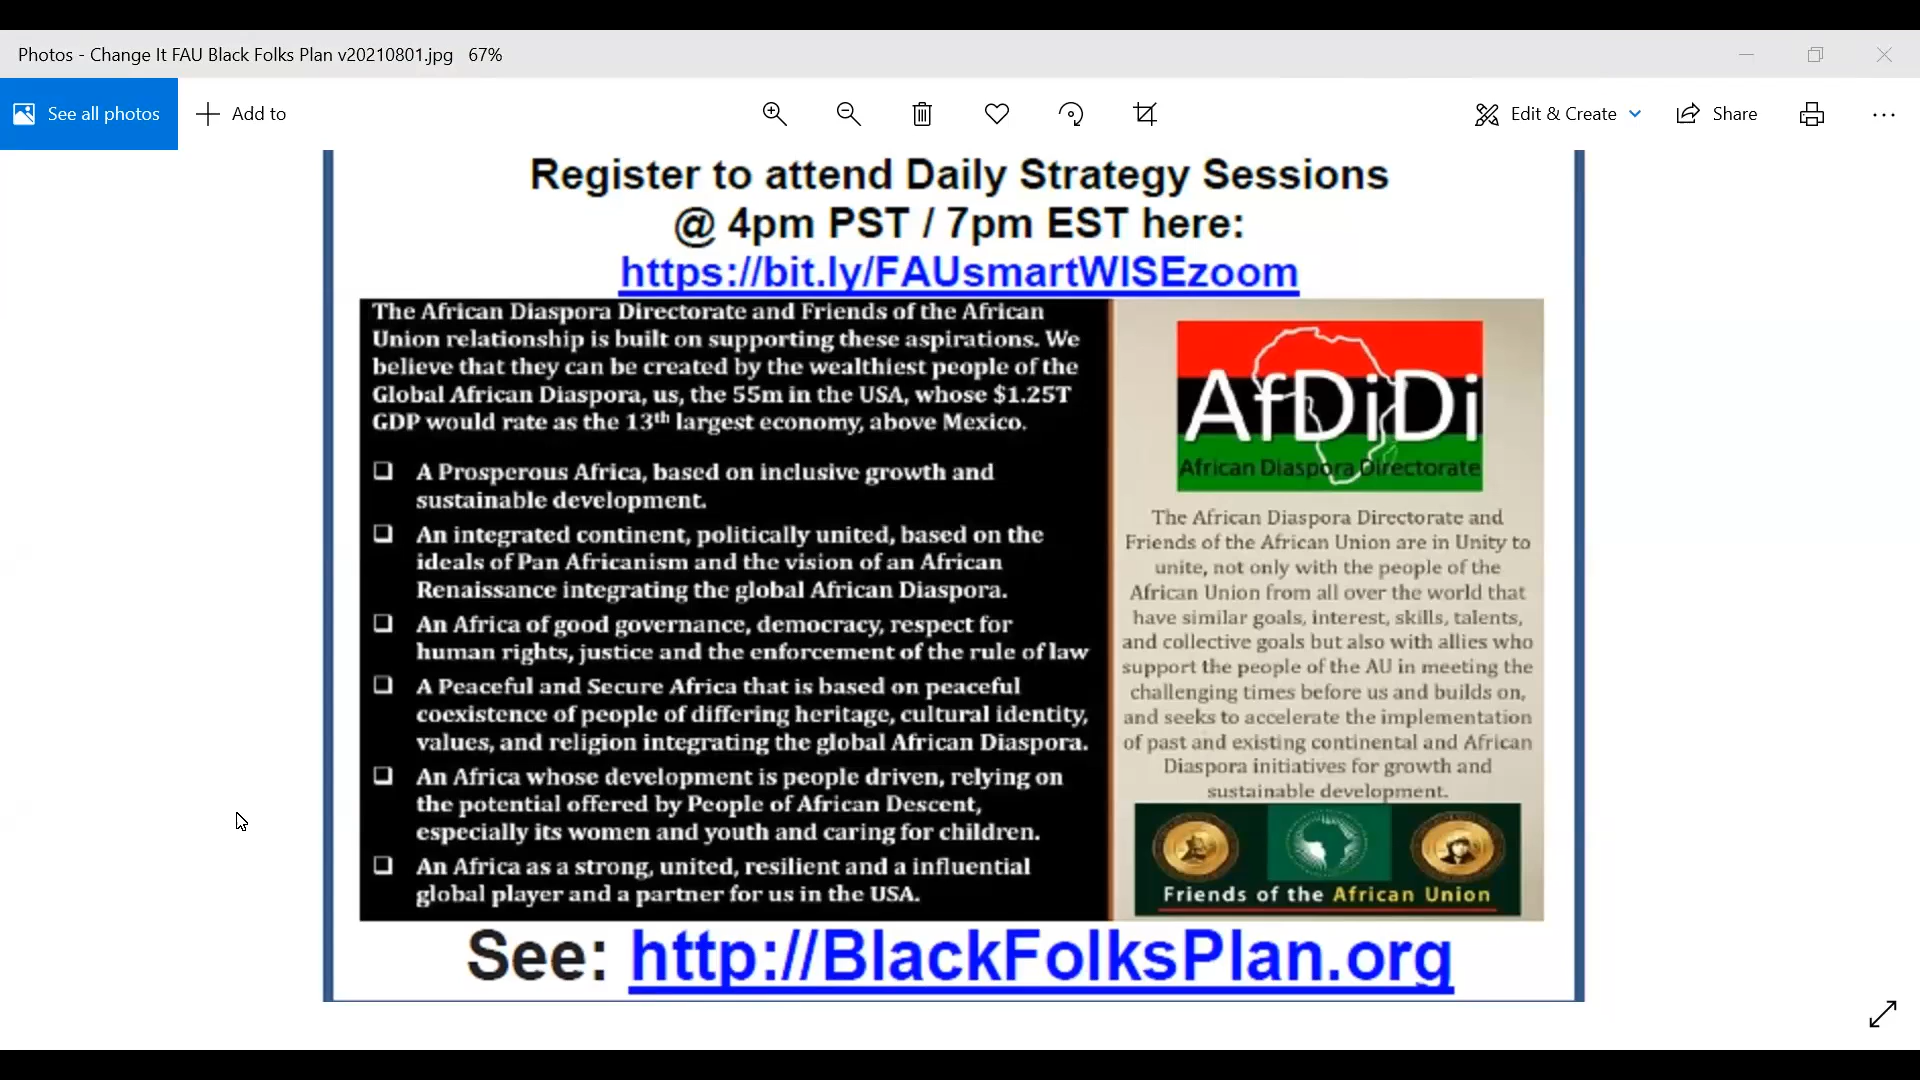 Photos - Change It FAU Black Folks Plan v20210801.jpg   67%
See all photos
Add to
Edit & Create
Share
Register to attend Daily Strategy Sessions
@ 4pm PST / 7pm EST here:
https://bit.ly/FAUsmartWISEzoom
The African Diaspora Directorate and Friends of the African
Union relationship is built on supporting these aspirations. We
believe that they can be created by the wealthiest people of the
Global African Diaspora, us, the 55m in the USA, whose $1.25T
GDP would rate as the 13th largest economy, above Mexico.
❑ A Prosperous Africa, based on inclusive growth and
sustainable development.
❑ An integrated continent, politically united, based on the
ideals of Pan Africanism and the vision of an African
Renaissance integrating the global African Diaspora.
❑ An Africa of good governance, democracy, respect for
human rights, justice and the enforcement of the rule of law
❑ A Peaceful and Secure Africa that is based on peaceful
coexistence of people of differing heritage, cultural identity,
values, and religion integrating the global African Diaspora.
❑ An Africa whose development is people driven, relying on
the potential offered by People of African Descent,
especially its women and youth and caring for children.
❑ An Africa as a strong, united, resilient and a influential
global player and a partner for us in the USA.
AfDiDi
African Diaspora Directorate
The African Diaspora Directorate and
Friends of the African Union are in Unity to
unite, not only with the people of the
African Union from all over the world that
have similar goals, interest, skills, talents,
and collective goals but also with allies who
support the people of the AU in meeting the
challenging times before us and builds on,
and seeks to accelerate the implementation
of past and existing continental and African
Diaspora initiatives for growth and
sustainable development.
Friends of the African Union
See: http://BlackFolksPlan.org